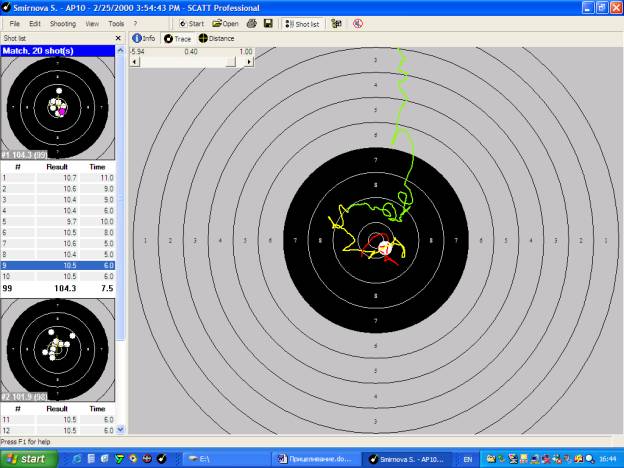 Smirnova S. - AP10 - 2/25/2000 3:54:43 PM - SCATT Professional
File Edit Shooting View Tools ? Start Open Shot list
Shot list Info Trace Distance
Match, 20 shot(s)
-5.94 0.40 1.00
#1 104.3 (99)
# Result Time
1 10.7 11.0
2 10.6 9.0
3 10.4 9.0
4 10.4 6.0
5 9.7 10.0
6 10.5 8.0
7 10.6 5.0
8 10.4 5.0
9 10.5 6.0
10 10.5 6.0
99 104.3 7.5
#2 101.9 (98)
# Result Time
11 10.5 6.0
12 10.5 6.0
3
4
5
6
7
8
1 2 3 4 5 6 7 8 8 7 6 5 4 3 2 1
8
7
6
5
4
3
Press F1 for help
start E:\ Прицеливание.do... Smirnova S. - AP10... EN 16:44